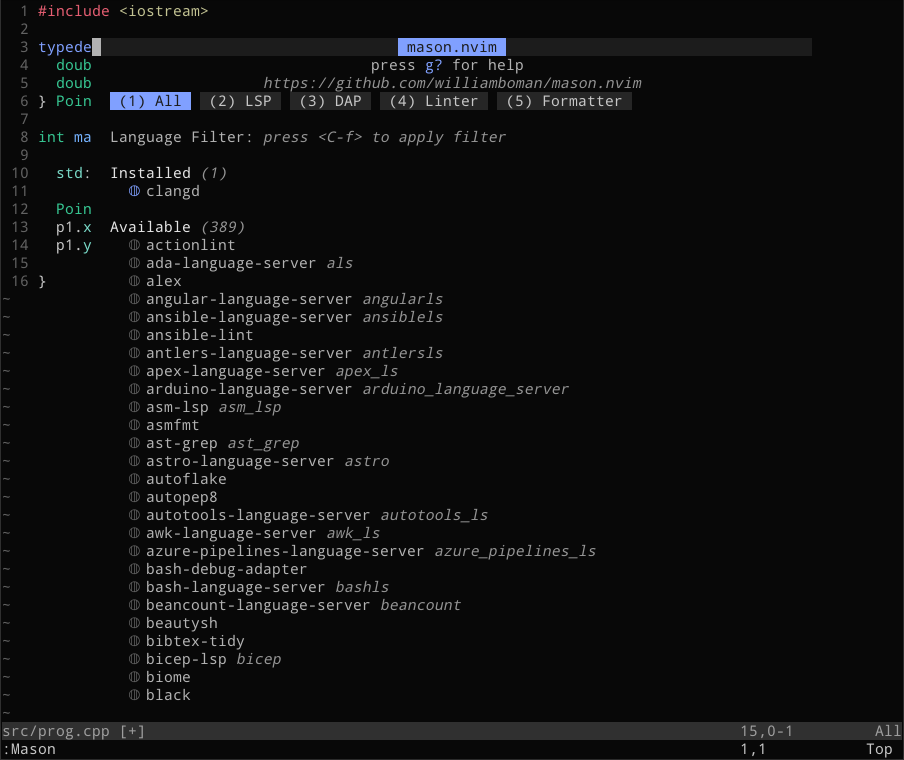 1 #include <iostream>
2
3 typede mason.nvim
4 doub press g? for help
5 doub https://github.com/williamboman/mason.nvim
6 } Poin (1) All (2) LSP (3) DAP (4) Linter (5) Formatter
7
8 int ma Language Filter: press <C-f> to apply filter
9
10 std: Installed (1)
11 ◍ clangd
12 Poin
13 p1.x Available (389)
14 p1.y ◍ actionlint
15 ◍ ada-language-server als
16 } ◍ alex
~ ◍ angular-language-server angularls
~ ◍ ansible-language-server ansiblels
~ ◍ ansible-lint
~ ◍ antlers-language-server antlersls
~ ◍ apex-language-server apex_ls
~ ◍ arduino-language-server arduino_language_server
~ ◍ asm-lsp asm_lsp
~ ◍ asmfmt
~ ◍ ast-grep ast_grep
~ ◍ astro-language-server astro
~ ◍ autoflake
~ ◍ autopep8
~ ◍ autotools-language-server autotools_ls
~ ◍ awk-language-server awk_ls
~ ◍ azure-pipelines-language-server azure_pipelines_ls
~ ◍ bash-debug-adapter
~ ◍ bash-language-server bashls
~ ◍ beancount-language-server beancount
~ ◍ beautysh
~ ◍ bibtex-tidy
~ ◍ bicep-lsp bicep
~ ◍ biome
~ ◍ black
~
src/prog.cpp [+] 15,0-1 All
:Mason 1,1 Top